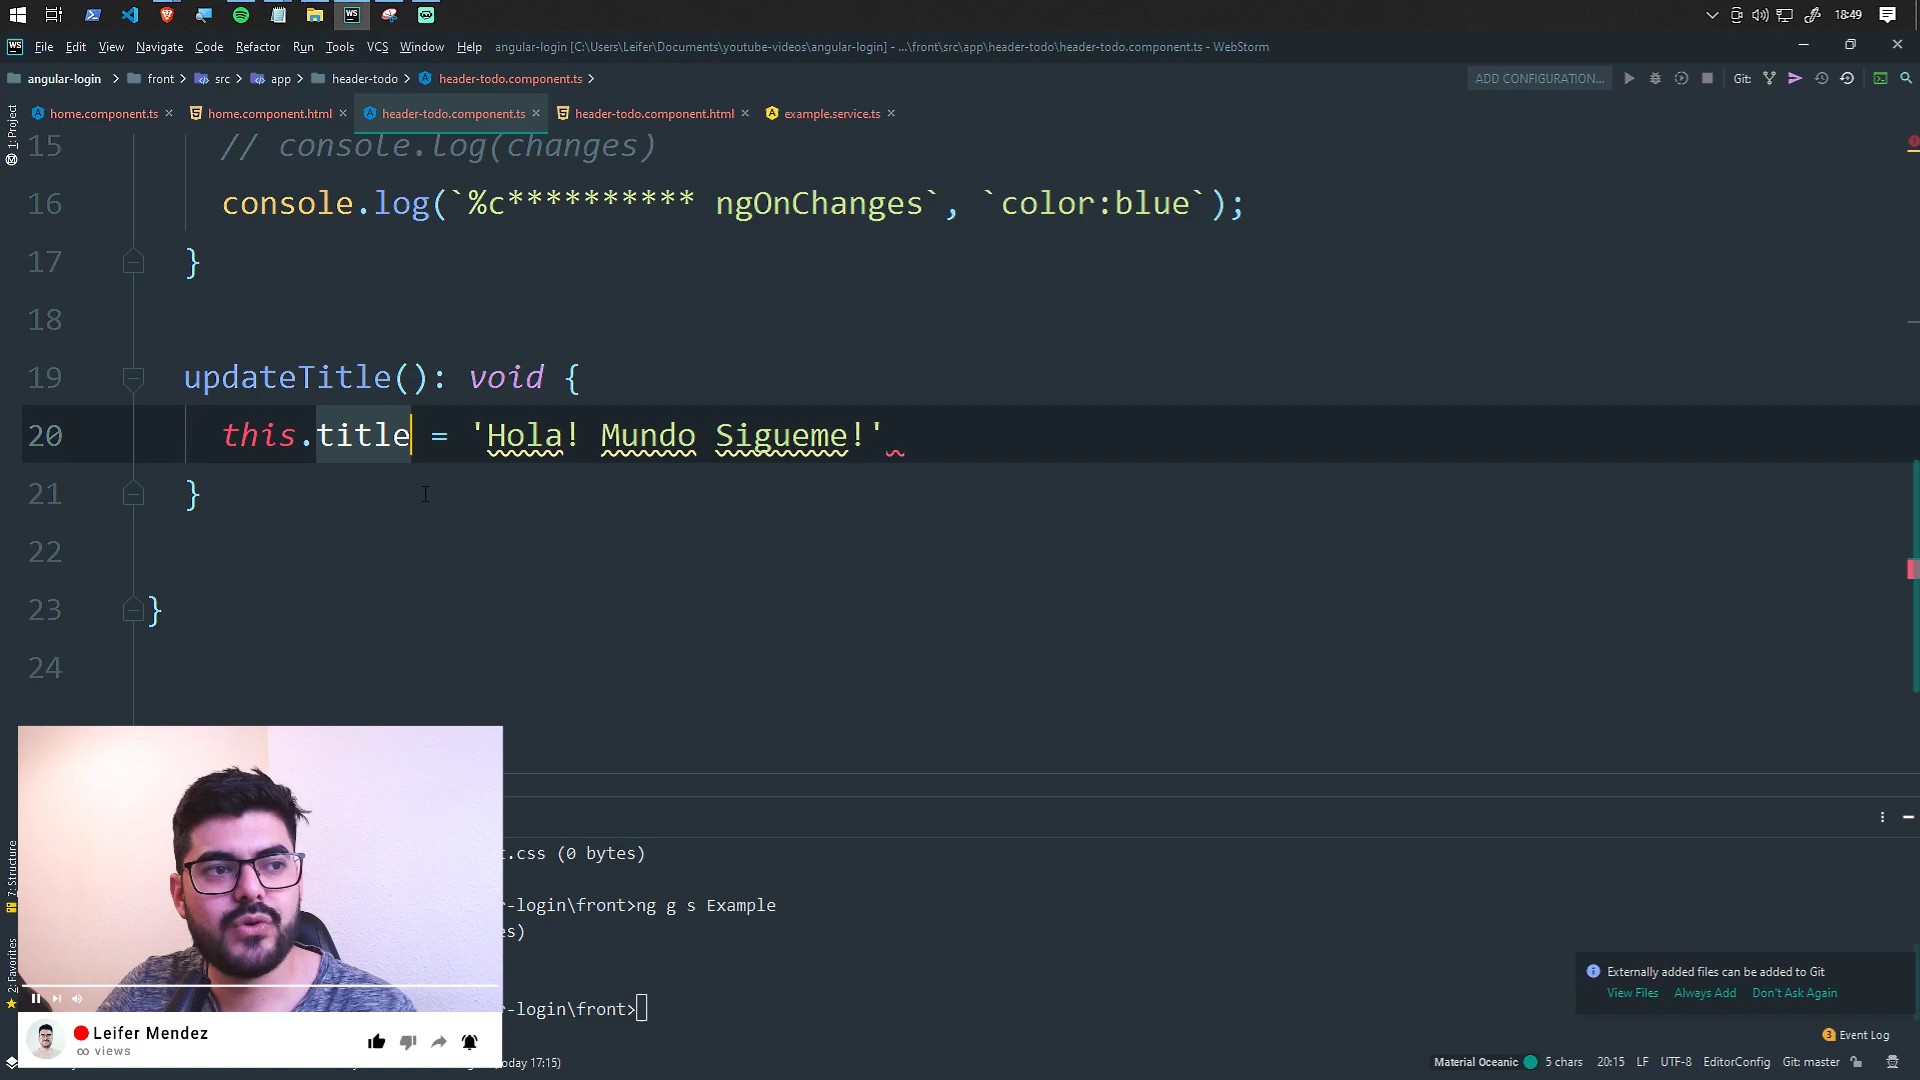 18:49
WS File Edit View Navigate Code Refactor Run Tools VCS Window Help angular-login [C:\Users\Leifer\Documents\youtube-videos\angular-login] - ...\front\src\app\header-todo\header-todo.component.ts - WebStorm
angular-login front src app header-todo header-todo.component.ts ADD CONFIGURATION... Git:
home.component.ts home.component.html header-todo.component.ts header-todo.component.html example.service.ts
1: Project
15 // console.log(changes)
16 console.log(`%c********** ngOnChanges`, `color:blue`);
17 }
18
19 updateTitle(): void {
20 this.title = 'Hola! Mundo Sigueme!'
21 }
22
23 }
24
7: Structure
2: Favorites
t.css (0 bytes)
-login\front>ng g s Example
es)
-login\front>
Externally added files can be added to Git
View Files Always Add Don't Ask Again
Leifer Mendez
∞ views
3 Event Log
oday 17:15)
Material Oceanic 5 chars 20:15 LF UTF-8 EditorConfig Git: master